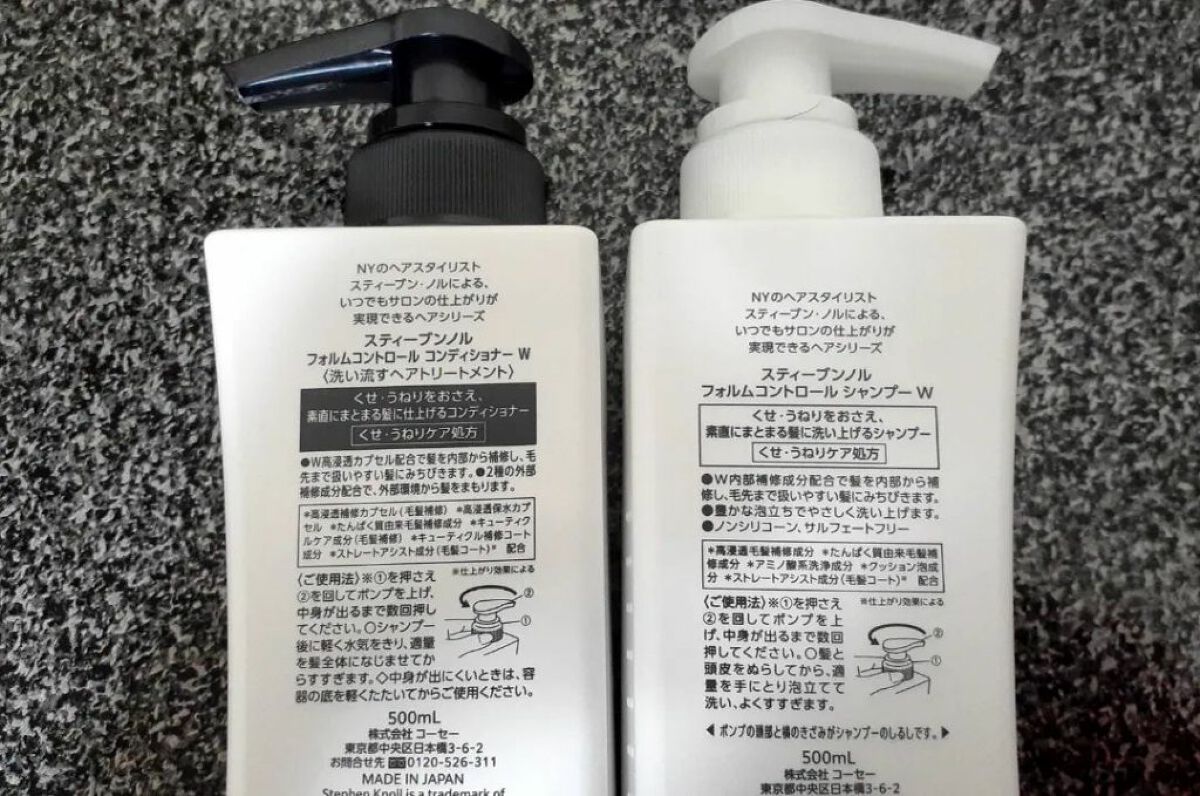 NYのヘアスタイリスト
スティーブン・ノルによる、
いつでもサロンの仕上がりが
実現できるヘアシリーズ
スティーブンノル
フォルムコントロール コンディショナー W
〈洗い流すヘアトリートメント〉
くせ・うねりをおさえ、
素直にまとまる髪に仕上げるコンディショナー
くせ・うねりケア処方
●W高浸透カプセル配合で髪を内部から補修し、毛
先まで扱いやすい髪にみちびきます。●2種の外部
補修成分配合で、外部環境から髪をまもります。
*高浸透補修カプセル(毛髪補修) *高浸透保水カプ
セル *たんぱく質由来毛髪補修成分 *キューティク
ルケア成分(毛髪補修) *キューティクル補修コート
成分 *ストレートアシスト成分(毛髪コート)※ 配合
※仕上がり効果による
〈ご使用法〉※①を押さえ
②を回してポンプを上げ、
中身が出るまで数回押し
てください。○シャンプー
後に軽く水気をきり、適量
を髪全体になじませてか
らすすぎます。◇中身が出にくいときは、容
器の底を軽くたたいてからご使用ください。
②
①
500mL
株式会社 コーセー
東京都中央区日本橋3-6-2
お問合せ先 0120-526-311
MADE IN JAPAN
Stephen Knoll is a trademark of
NYのヘアスタイリスト
スティーブン・ノルによる、
いつでもサロンの仕上がりが
実現できるヘアシリーズ
スティーブンノル
フォルムコントロール シャンプー W
くせ・うねりをおさえ、
素直にまとまる髪に洗い上げるシャンプー
くせ・うねりケア処方
●W内部補修成分配合で髪を内部から補
修し、毛先まで扱いやすい髪にみちびきます。
●豊かな泡立ちでやさしく洗い上げます。
●ノンシリコーン、サルフェートフリー
*高浸透毛髪補修成分 *たんぱく質由来毛髪補
修成分 *アミノ酸系洗浄成分 *クッション泡成
分 *ストレートアシスト成分(毛髪コート)※ 配合
※仕上がり効果による
〈ご使用法〉※①を押さえ
②を回してポンプを上
げ、中身が出るまで数回
押してください。○髪と
頭皮をぬらしてから、適
量を手にとり泡立てて
洗い、よくすすぎます。
②
①
◀ ポンプの頭部と横のきざみがシャンプーのしるしです。▶
500mL
株式会社 コーセー
東京都中央区日本橋3-6-2